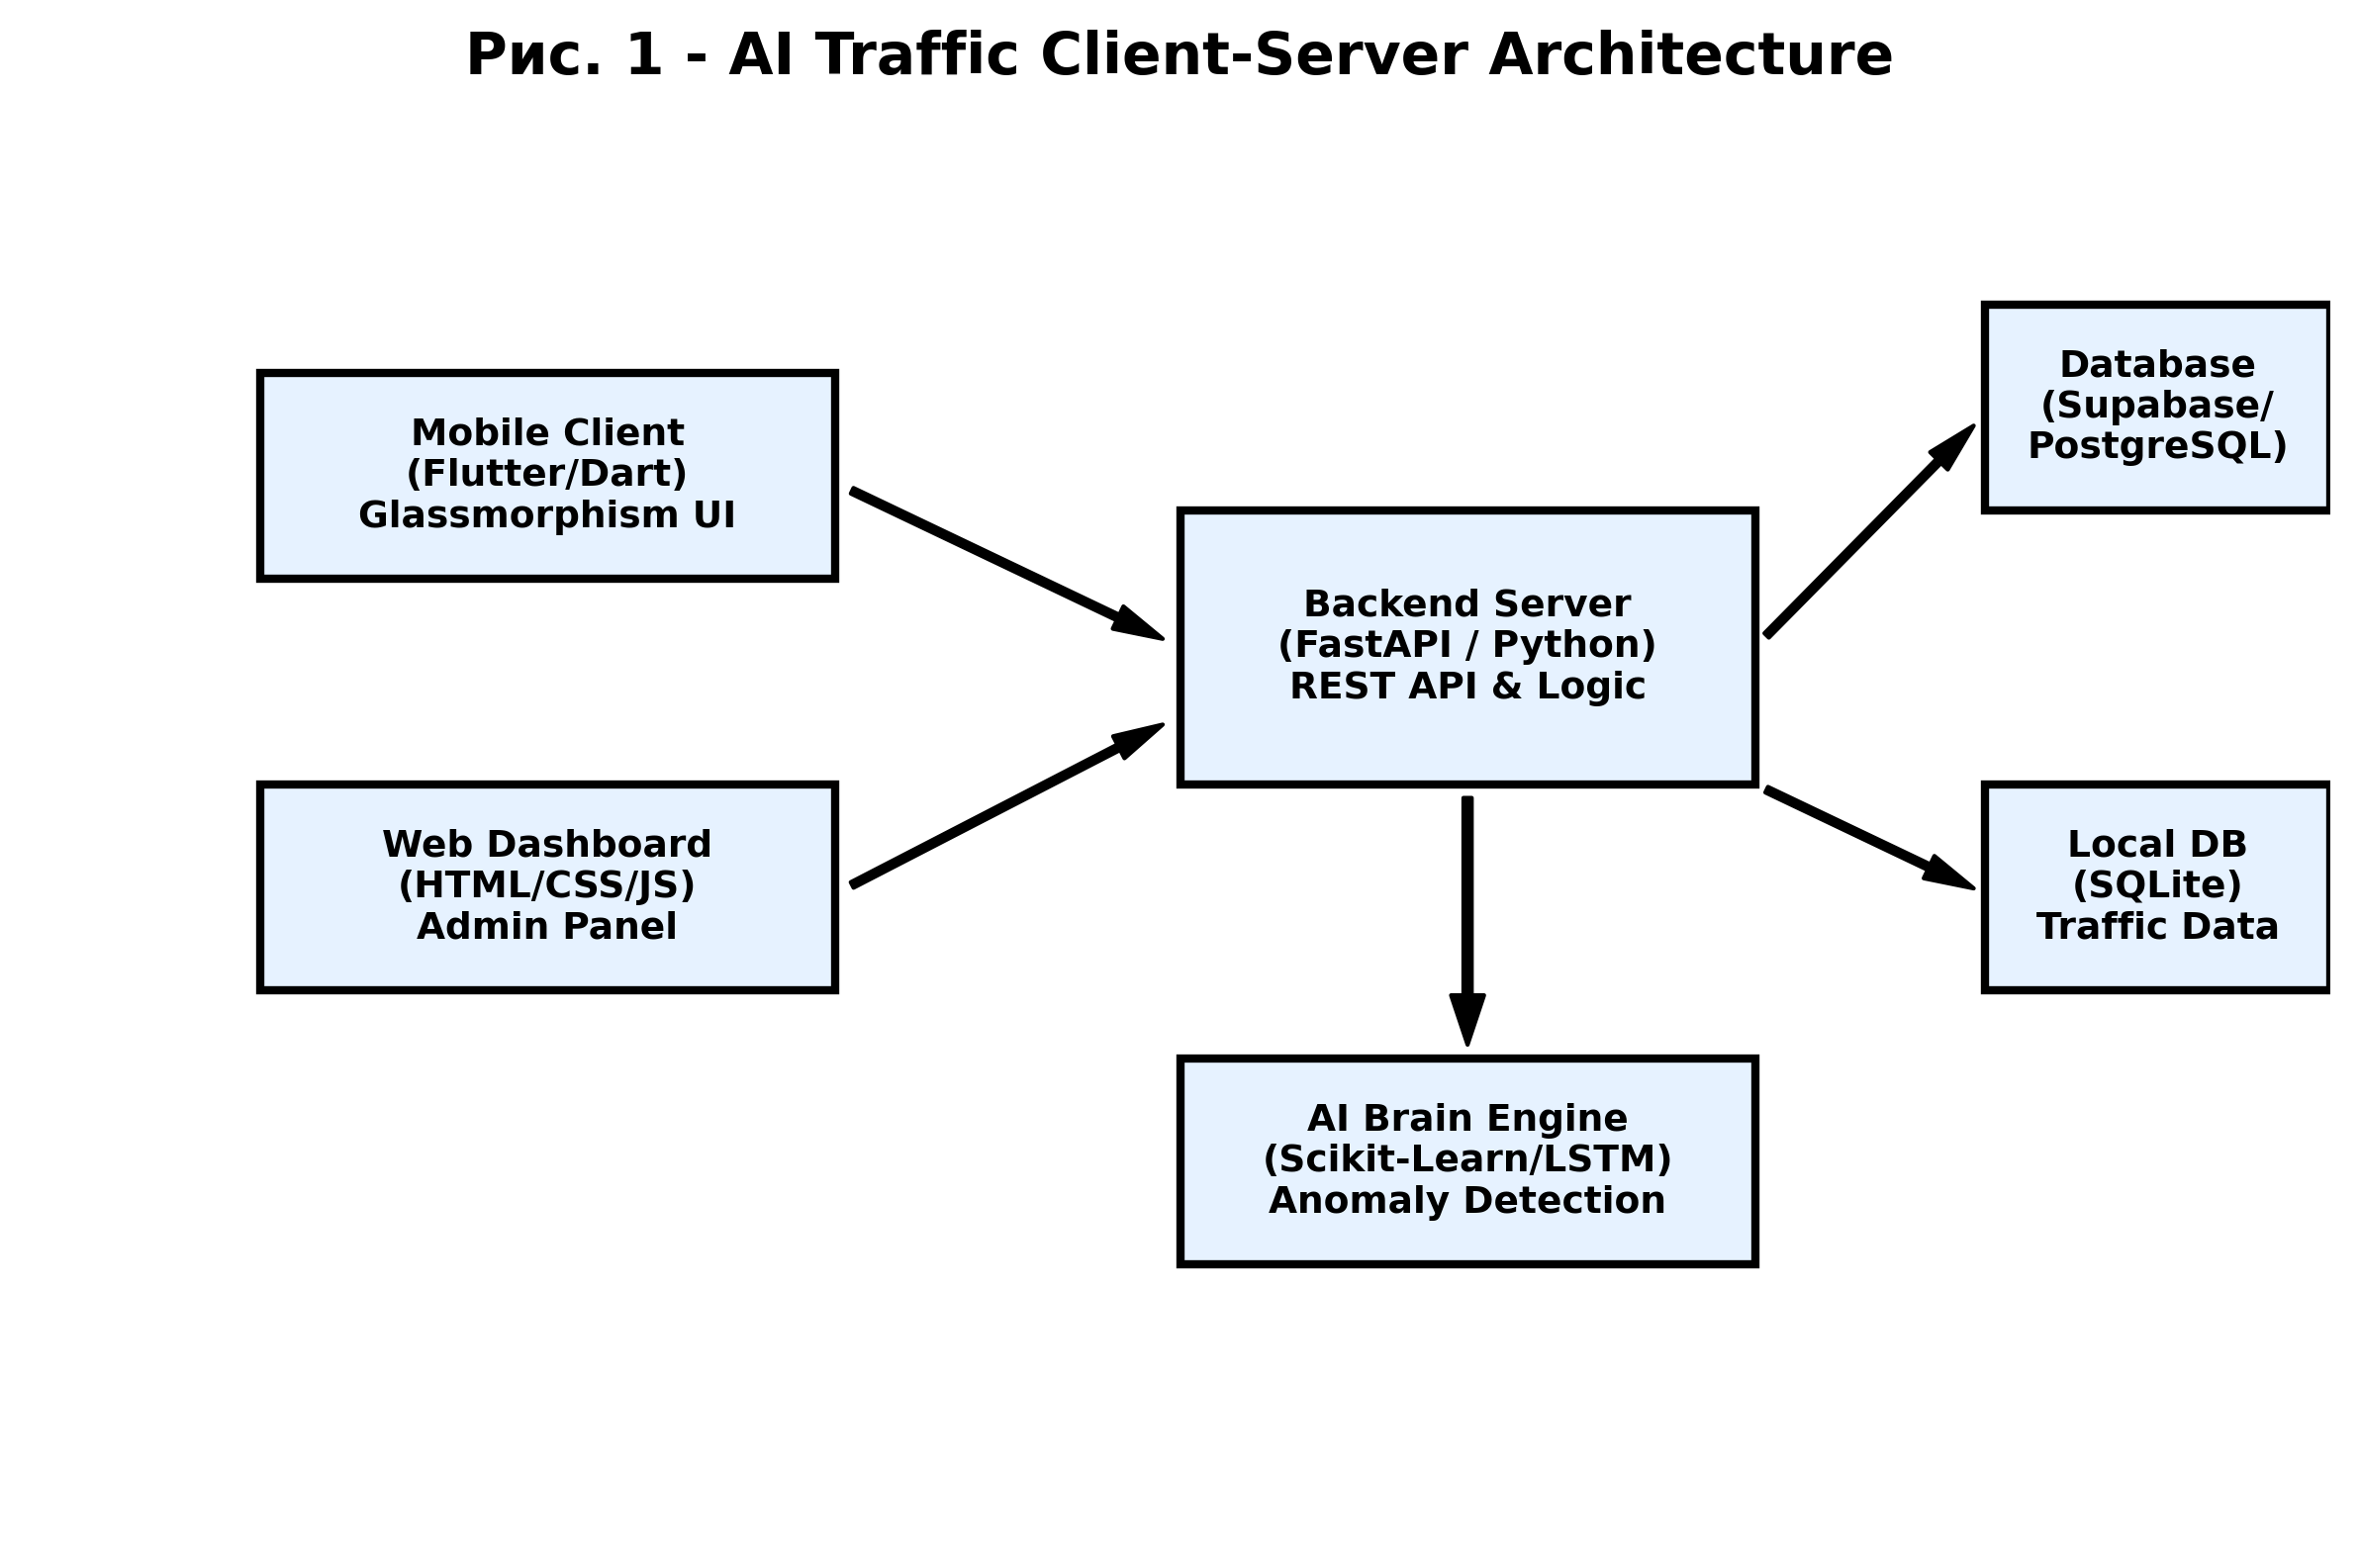 Рис. 1 - AI Traffic Client-Server Architecture
Mobile Client
(Flutter/Dart)
Glassmorphism UI
Web Dashboard
(HTML/CSS/JS)
Admin Panel
Backend Server
(FastAPI / Python)
REST API & Logic
AI Brain Engine
(Scikit-Learn/LSTM)
Anomaly Detection
Database
(Supabase/
PostgreSQL)
Local DB
(SQLite)
Traffic Data